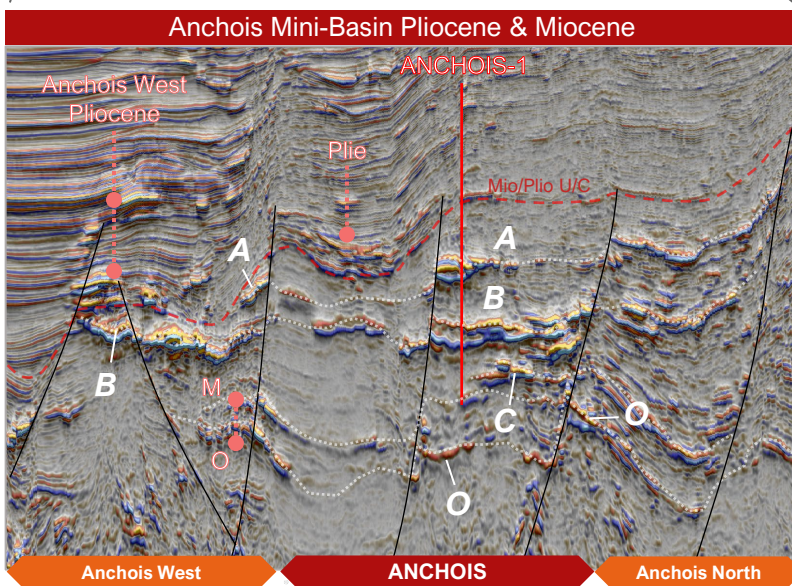 Anchois Mini-Basin Pliocene & Miocene
ANCHOIS-1
Anchois West
Pliocene
Plie
Mio/Plio U/C
A
A
B
B
M
C
O
O
O
Anchois West
ANCHOIS
Anchois North